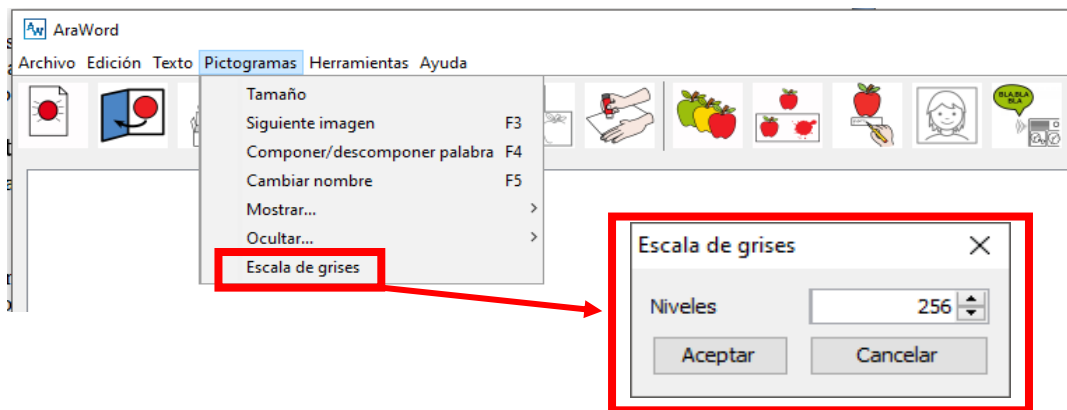 AraWord
Archivo Edición Texto Pictogramas Herramientas Ayuda
Tamaño
Siguiente imagen F3
Componer/descomponer palabra F4
Cambiar nombre F5
Mostrar...
Ocultar...
Escala de grises
BLA,BLA
BLA
Escala de grises
Niveles 256
Aceptar Cancelar